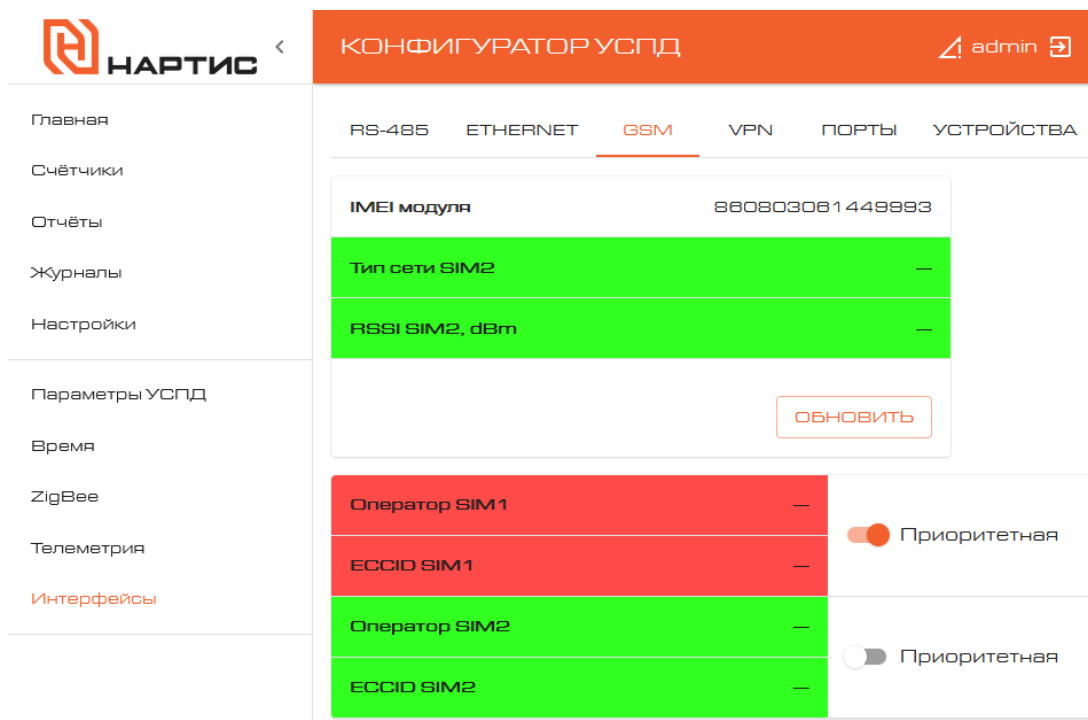 НАРТИС
КОНФИГУРАТОР УСПД
admin
Главная
Счётчики
Отчёты
Журналы
Настройки
Параметры УСПД
Время
ZigBee
Телеметрия
Интерфейсы
RS-485 ETHERNET GSM VPN ПОРТЫ УСТРОЙСТВА
IMEI модуля 860803061449993
Тип сети SIM2 —
RSSI SIM2, dBm —
ОБНОВИТЬ
Оператор SIM1 —
ECCID SIM1 —
Приоритетная
Оператор SIM2 —
ECCID SIM2 —
Приоритетная